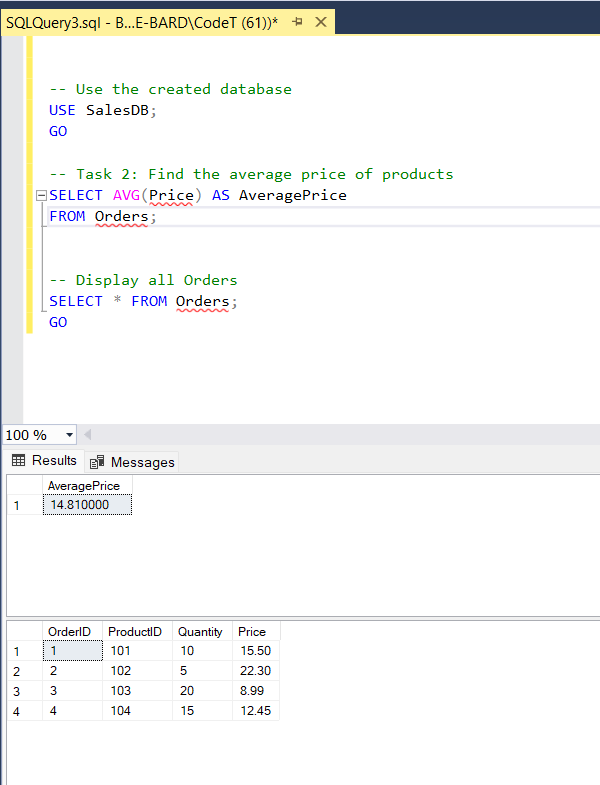 SQLQuery3.sql - B...E-BARD\CodeT (61))*
-- Use the created database
USE SalesDB;
GO
-- Task 2: Find the average price of products
SELECT AVG(Price) AS AveragePrice
FROM Orders;
-- Display all Orders
SELECT * FROM Orders;
GO
100 %
Results Messages
AveragePrice
1 14.810000
OrderID ProductID Quantity Price
1 1 101 10 15.50
2 2 102 5 22.30
3 3 103 20 8.99
4 4 104 15 12.45